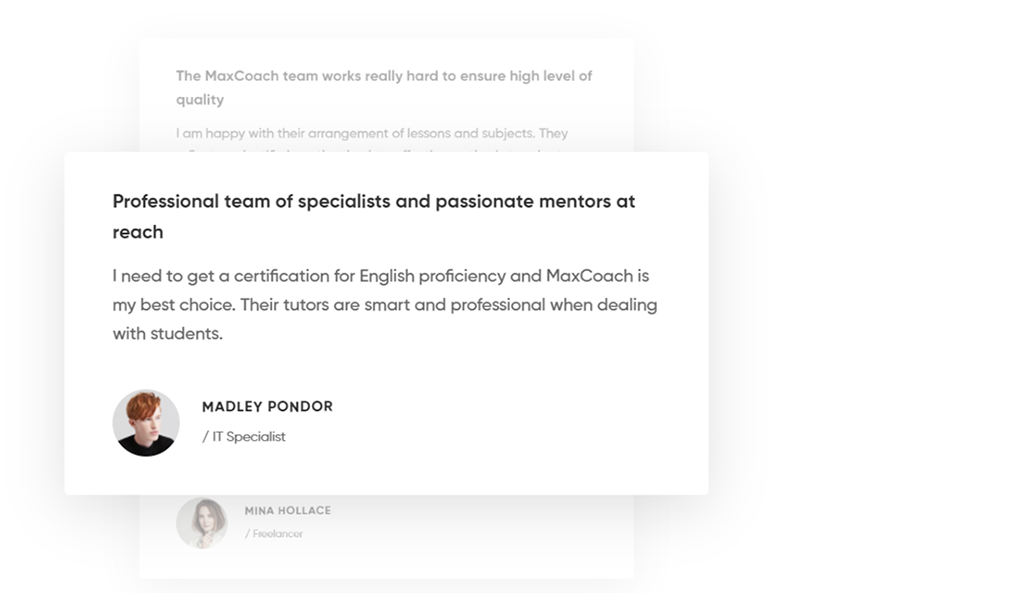 The MaxCoach team works really hard to ensure high level of
quality
I am happy with their arrangement of lessons and subjects. They
Professional team of specialists and passionate mentors at
reach
I need to get a certification for English proficiency and MaxCoach is
my best choice. Their tutors are smart and professional when dealing
with students.
MADLEY PONDOR
/ IT Specialist
MINA HOLLACE
/ Freelancer